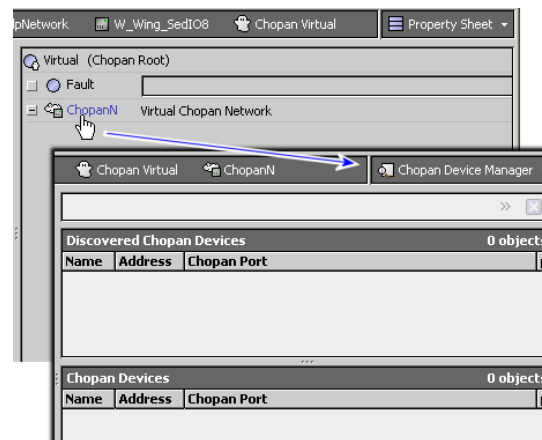 pNetwork W_Wing_SedIO8 Chopan Virtual Property Sheet
Virtual (Chopan Root)
Fault
ChopanN Virtual Chopan Network
Chopan Virtual ChopanN Chopan Device Manager
Discovered Chopan Devices 0 objects
Name Address Chopan Port
Chopan Devices 0 objects
Name Address Chopan Port